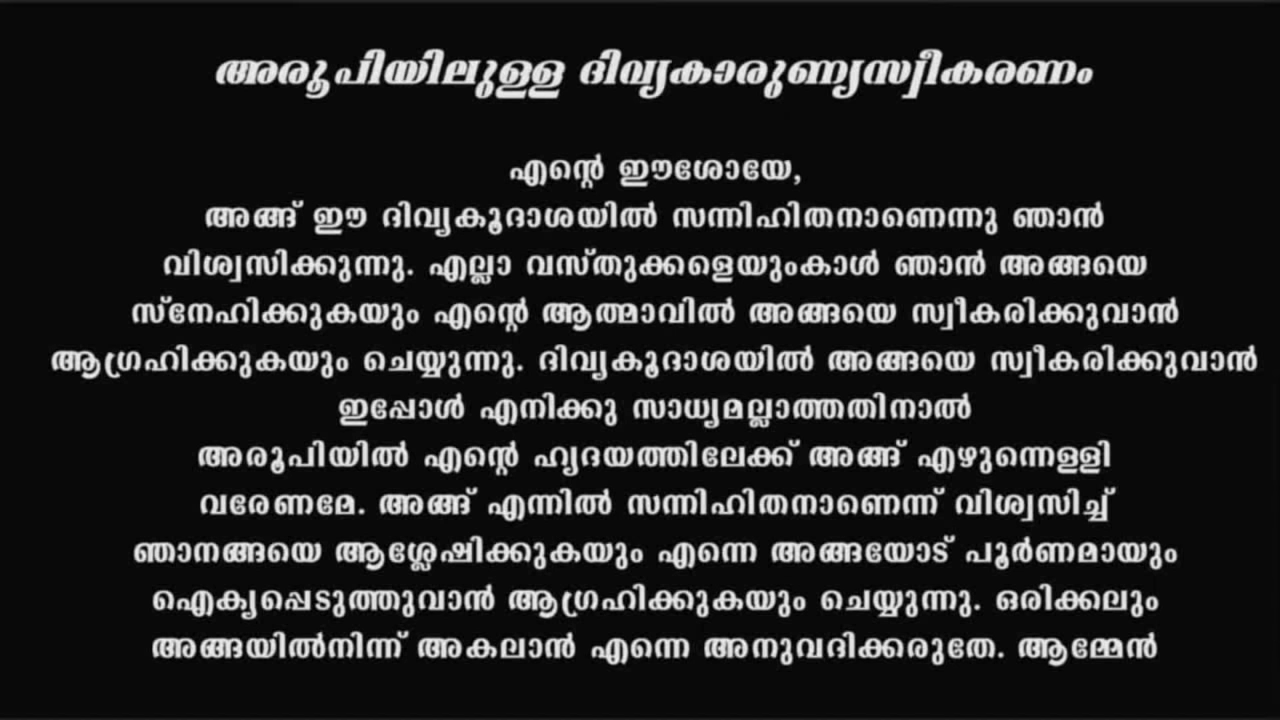 അരൂപിയിലുള്ള ദിവ്യകാരുണ്യസ്വീകരണം
എന്റെ ഈശോയേ,
അങ്ങ് ഈ ദിവ്യകൂദാശയിൽ സന്നിഹിതനാണെന്നു ഞാൻ
വിശ്വസിക്കുന്നു. എല്ലാ വസ്തുക്കളെയുംകാൾ ഞാൻ അങ്ങയെ
സ്നേഹിക്കുകയും എന്റെ ആത്മാവിൽ അങ്ങയെ സ്വീകരിക്കുവാൻ
ആഗ്രഹിക്കുകയും ചെയ്യുന്നു. ദിവ്യകൂദാശയിൽ അങ്ങയെ സ്വീകരിക്കുവാൻ
ഇപ്പോൾ എനിക്കു സാധ്യമല്ലാത്തതിനാൽ
അരൂപിയിൽ എന്റെ ഹൃദയത്തിലേക്ക് അങ്ങ് എഴുന്നെള്ളി
വരേണമേ. അങ്ങ് എന്നിൽ സന്നിഹിതനാണെന്ന് വിശ്വസിച്ച്
ഞാനങ്ങയെ ആശ്ലേഷിക്കുകയും എന്നെ അങ്ങയോട് പൂർണമായും
ഐക്യപ്പെടുത്തുവാൻ ആഗ്രഹിക്കുകയും ചെയ്യുന്നു. ഒരിക്കലും
അങ്ങയിൽനിന്ന് അകലാൻ എന്നെ അനുവദിക്കരുതേ. ആമ്മേൻ